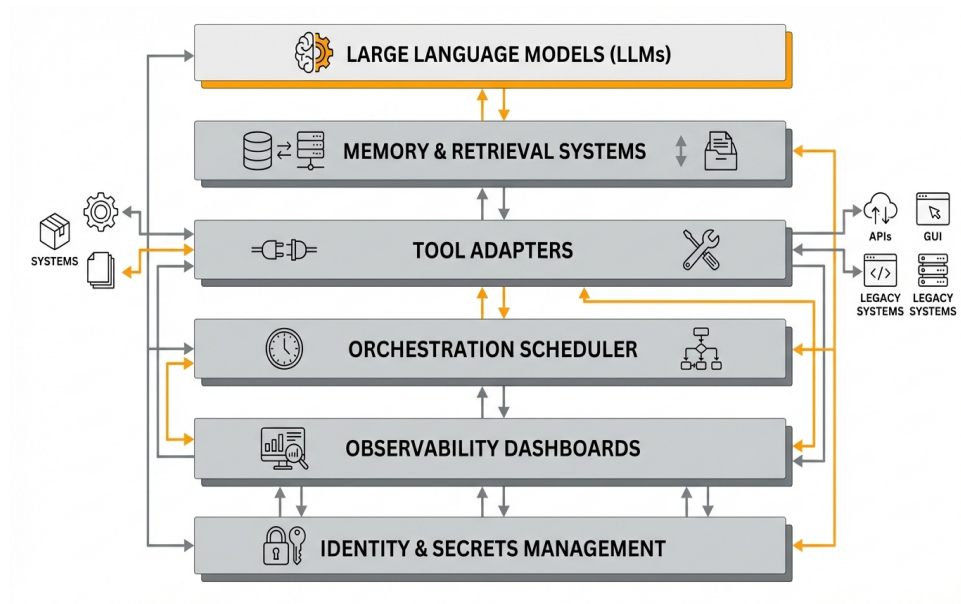 LARGE LANGUAGE MODELS (LLMs)
MEMORY & RETRIEVAL SYSTEMS
SYSTEMS
TOOL ADAPTERS
APIs
GUI
</>
LEGACY SYSTEMS
LEGACY SYSTEMS
ORCHESTRATION SCHEDULER
OBSERVABILITY DASHBOARDS
IDENTITY & SECRETS MANAGEMENT